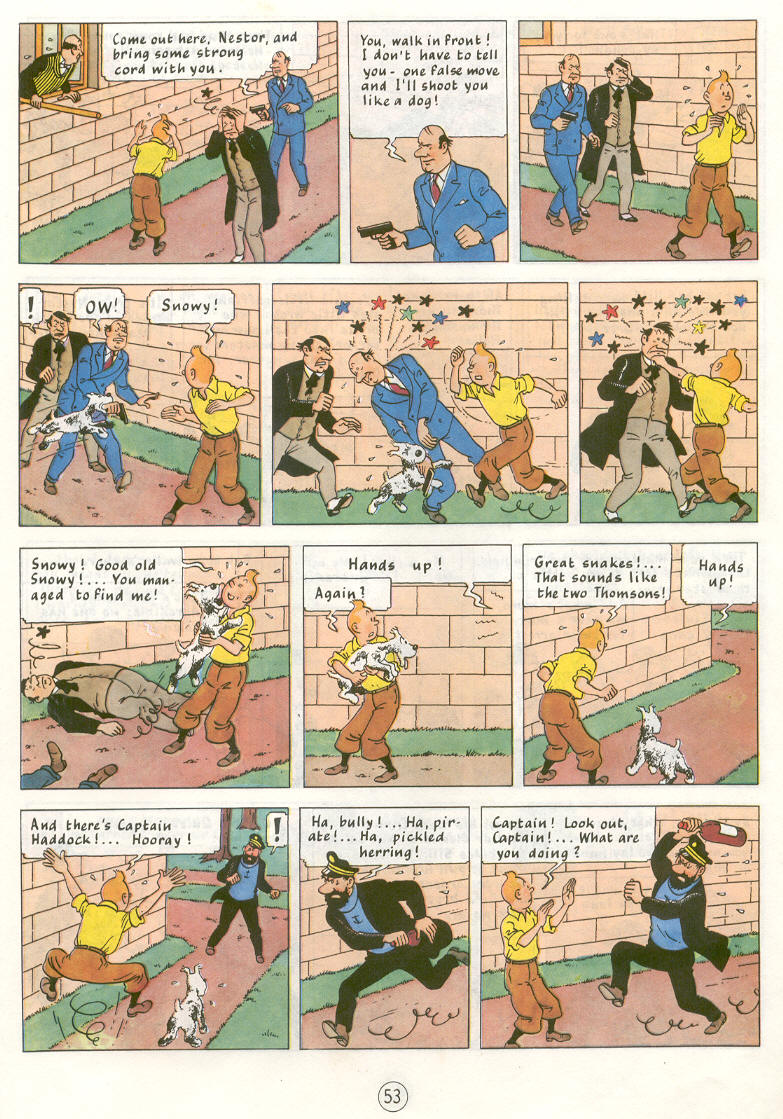 Come out here, Nestor, and
bring some strong
cord with you.
You, walk in front!
I don't have to tell
you - one false move
and I'll shoot you
like a dog!
!
OW!
Snowy!
Snowy! Good old
Snowy!... You man-
aged to find me!
Hands up!
Again?
Great snakes!...
That sounds like
the two Thomsons!
Hands
up!
And there's Captain
Haddock!... Hooray!
!
Ha, bully!... Ha, pir-
ate!... Ha, pickled
herring!
Captain! Look out,
Captain!... What are
you doing?
53